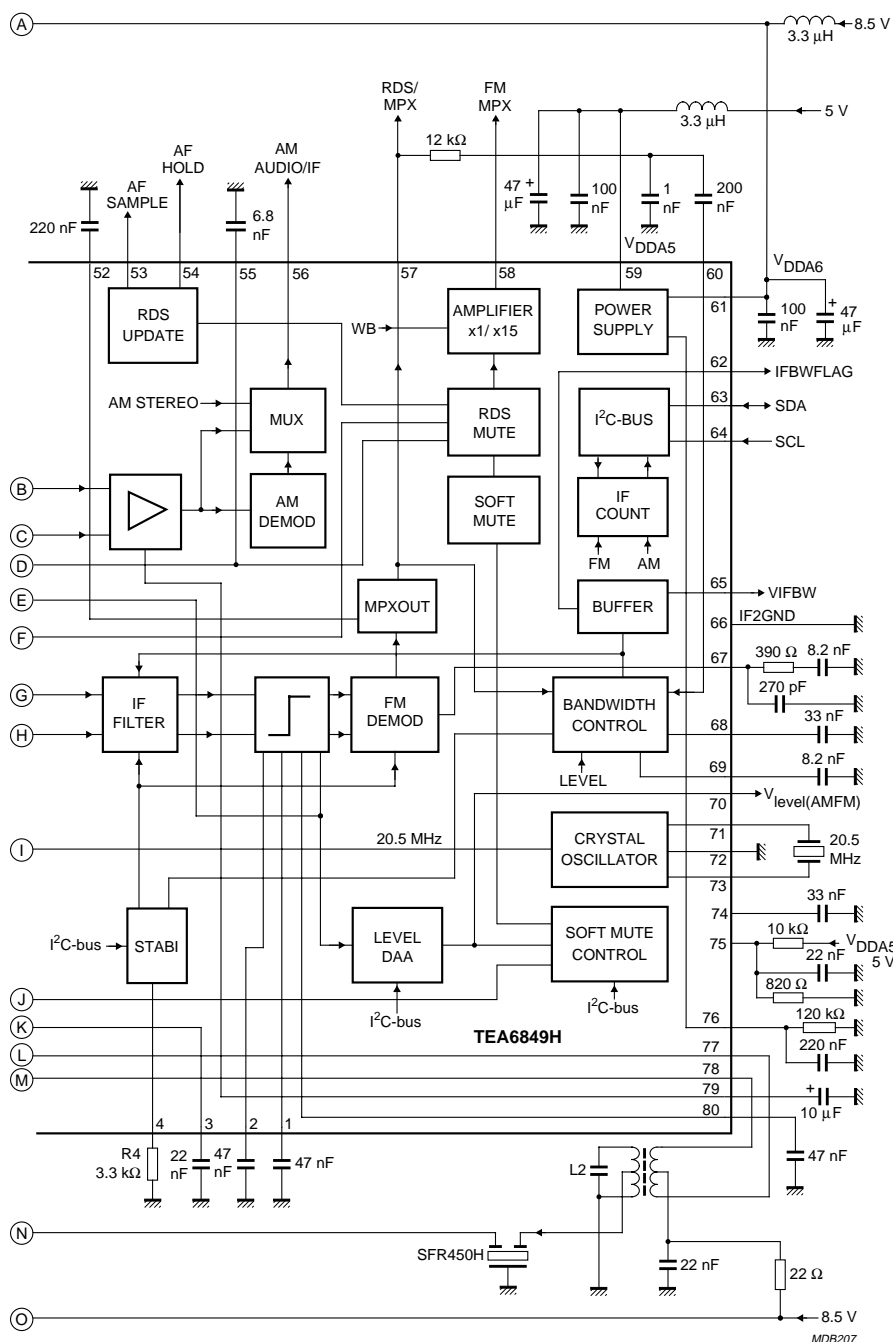 A
3.3 μH
8.5 V
RDS/
MPX
FM
MPX
3.3 μH
5 V
AF
HOLD
AM
AUDIO/IF
12 kΩ
AF
SAMPLE
220 nF
6.8
nF
47
μF
+
100
nF
1
nF
200
nF
VDDA5
VDDA6
52
53
54
55
56
57
58
59
60
61
RDS
UPDATE
WB
AMPLIFIER
x1/ x15
POWER
SUPPLY
100
nF
+
47
μF
62
IFBWFLAG
AM STEREO
MUX
RDS
MUTE
I2C-BUS
63
SDA
64
SCL
B
C
AM
DEMOD
SOFT
MUTE
IF
COUNT
D
FM
AM
E
MPXOUT
BUFFER
65
VIFBW
F
66
IF2GND
67
390 Ω
8.2 nF
G
H
IF
FILTER
FM
DEMOD
BANDWIDTH
CONTROL
270 pF
68
33 nF
69
8.2 nF
LEVEL
70
Vlevel(AMFM)
I
20.5 MHz
CRYSTAL
OSCILLATOR
71
72
73
20.5
MHz
74
33 nF
I2C-bus
STABI
LEVEL
DAA
SOFT MUTE
CONTROL
75
10 kΩ
VDDA5
5 V
22 nF
820 Ω
J
I2C-bus
I2C-bus
K
TEA6849H
76
120 kΩ
L
77
220 nF
M
78
79
+
10 μF
80
4
3
2
1
R4
3.3 kΩ
22
nF
47
nF
47 nF
L2
47 nF
N
SFR450H
22 nF
22 Ω
O
8.5 V
MDB207